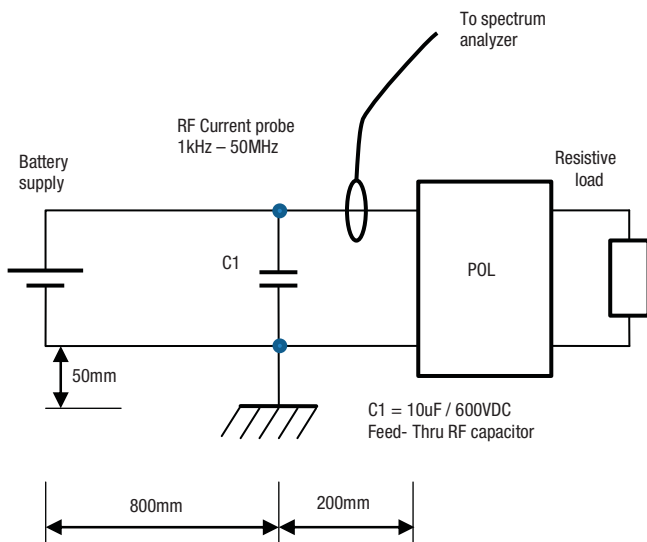 To spectrum
analyzer
RF Current probe
1kHz – 50MHz
Battery
supply
Resistive
load
C1
POL
50mm
C1 = 10uF / 600VDC
Feed- Thru RF capacitor
800mm
200mm